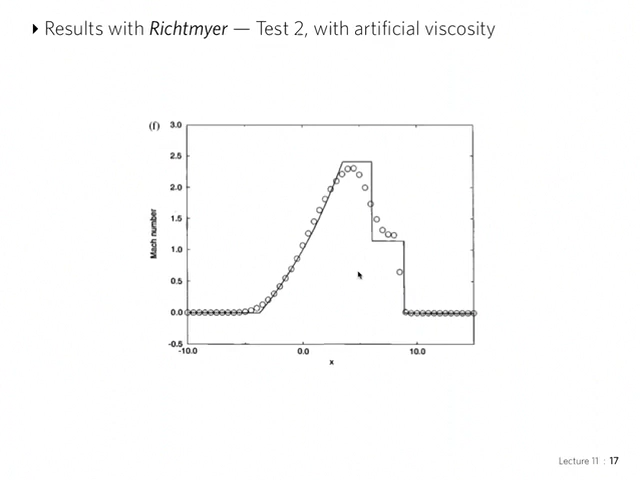 Results with Richtmyer — Test 2, with artificial viscosity
(f)
3.0
2.5
2.0
1.5
1.0
0.5
0.0
-0.5
Mach number
-10.0 0.0 10.0
x
Lecture 11 : 17